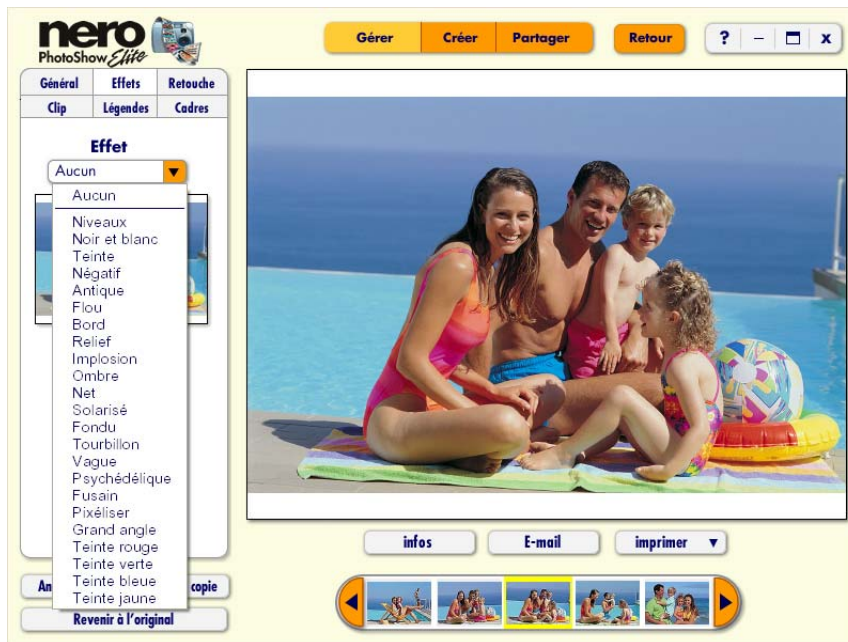 nero
PhotoShow Elite
Gérer Créer Partager Retour ? – x
Général Effets Retouche
Clip Légendes Cadres
Effet
Aucun
Aucun
Niveaux
Noir et blanc
Teinte
Négatif
Antique
Flou
Bord
Relief
Implosion
Ombre
Net
Solarisé
Fondu
Tourbillon
Vague
Psychédélique
Fusain
Pixéliser
Grand angle
Teinte rouge
Teinte verte
Teinte bleue
Teinte jaune
infos E-mail imprimer
copie
Revenir à l'original